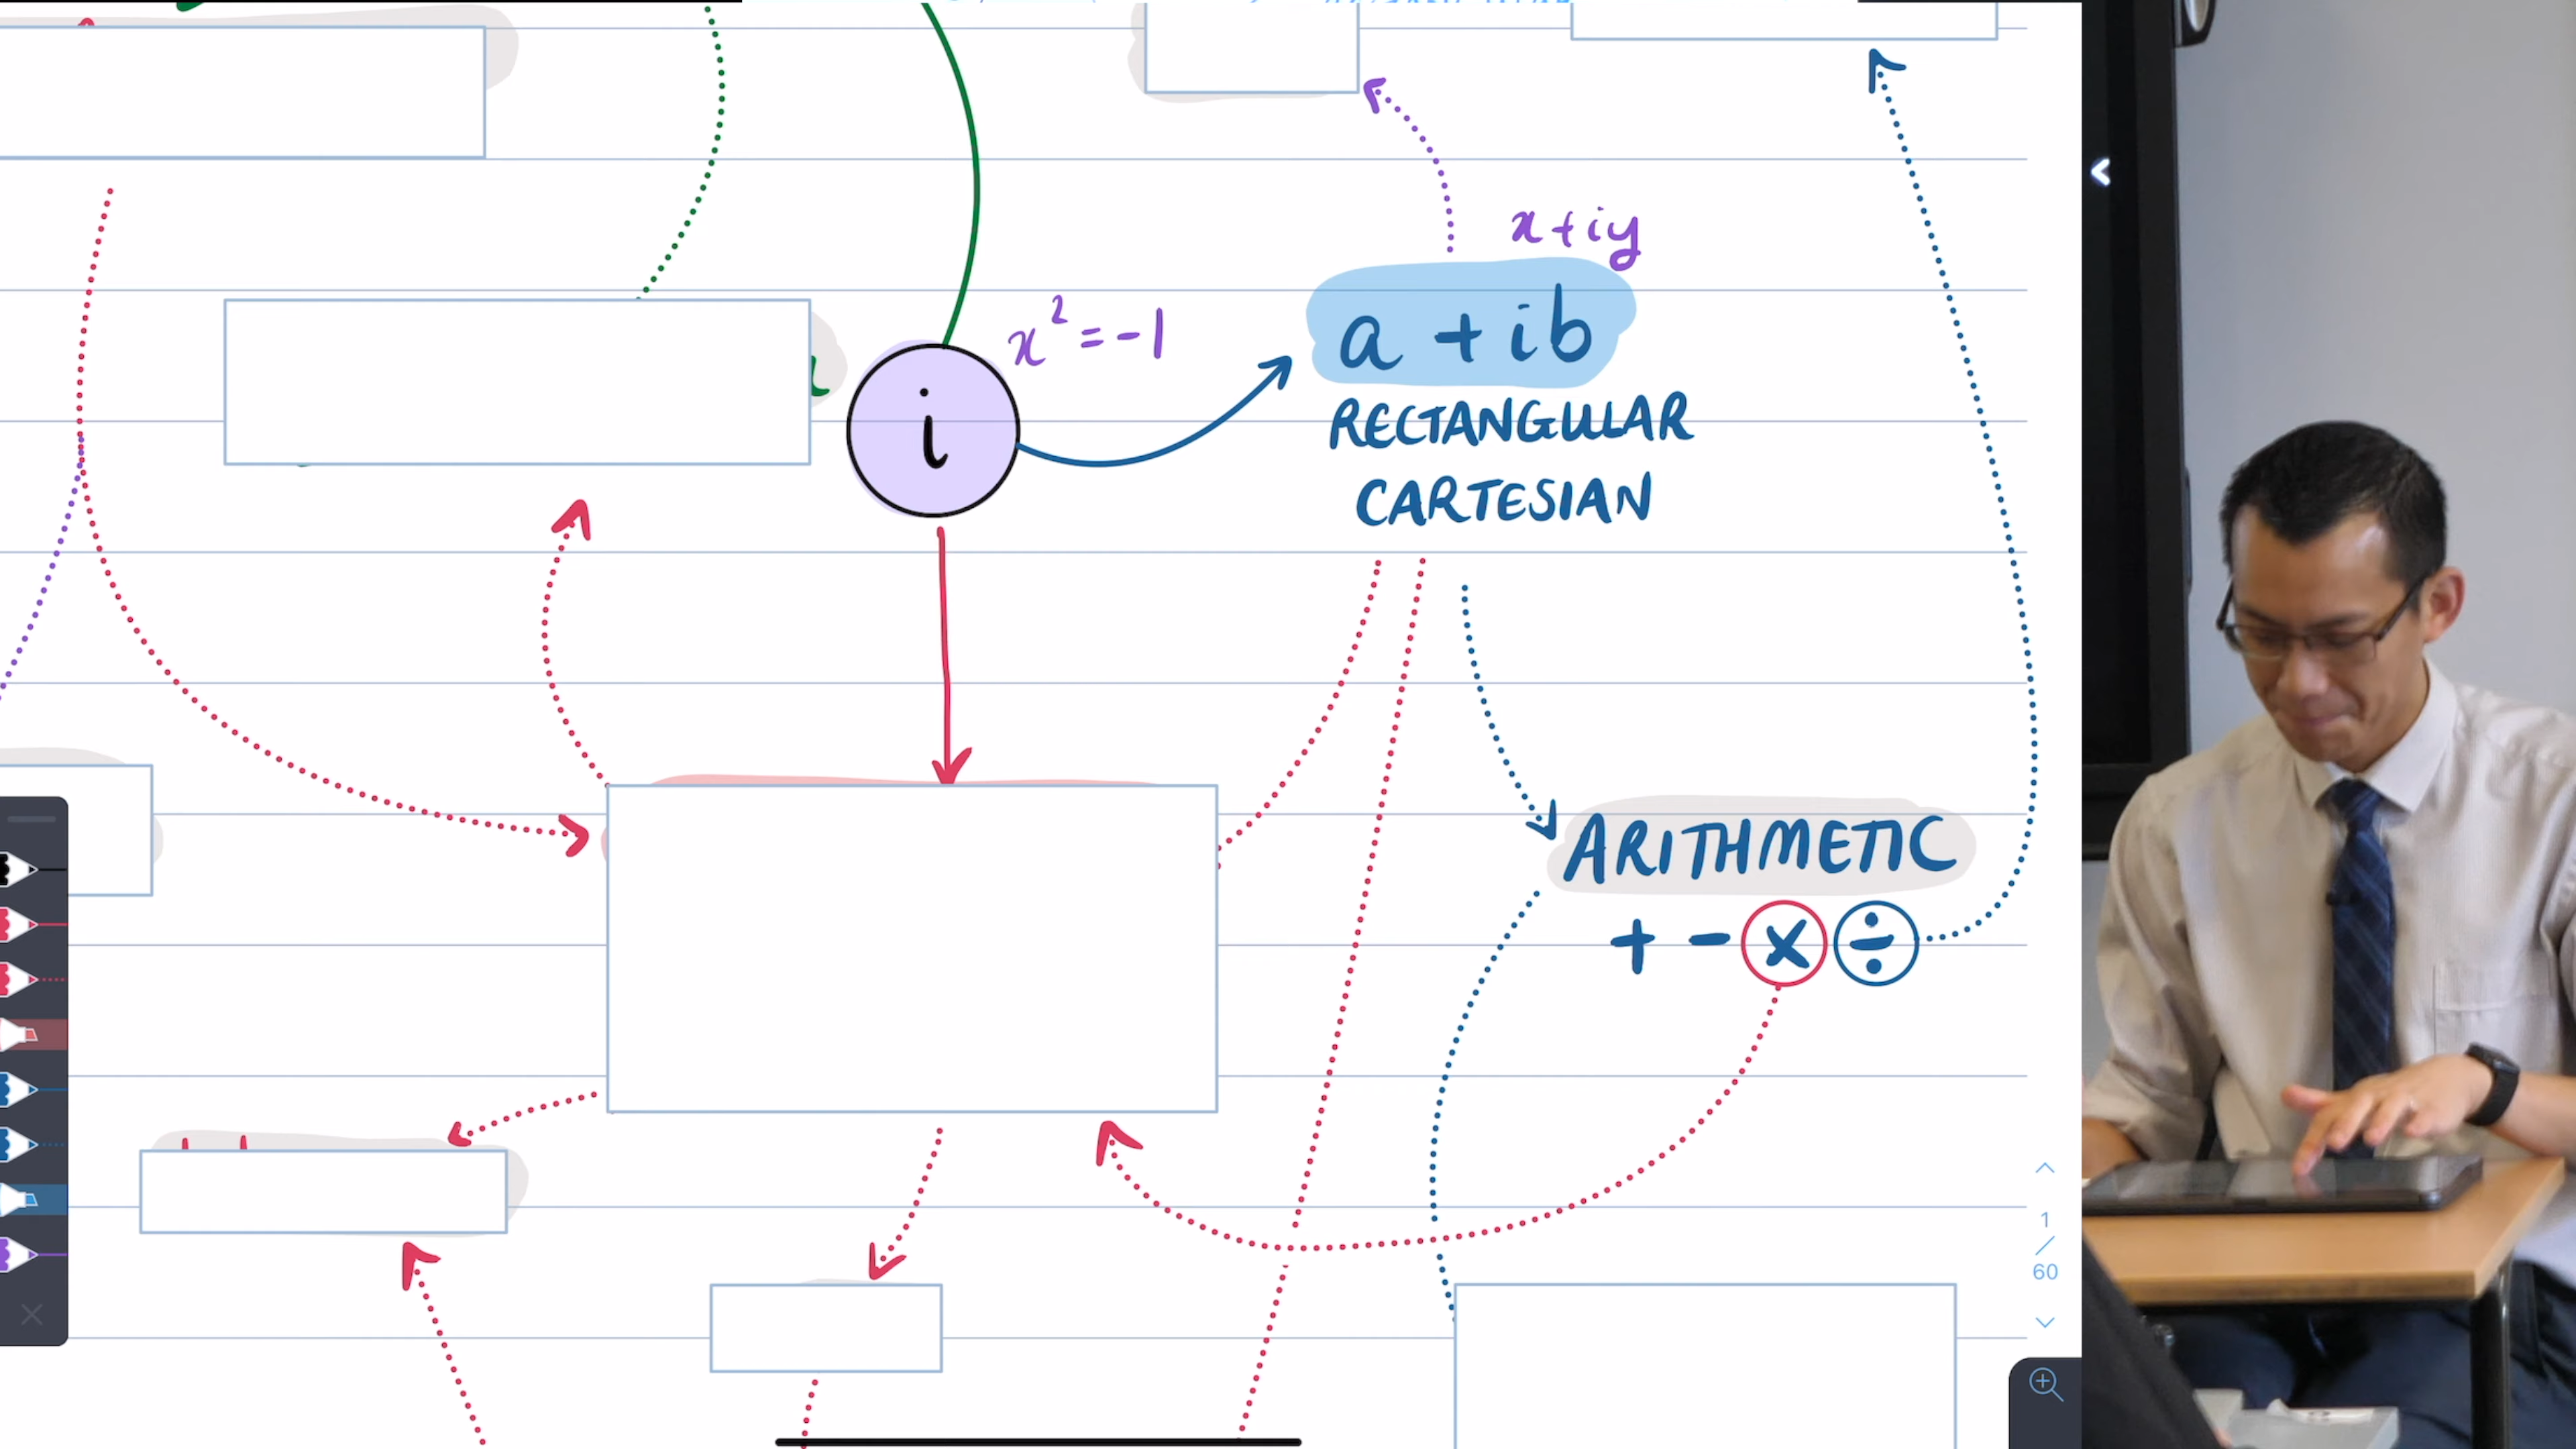 x+iy
x²=-1
a + ib
i
RECTANGULAR
CARTESIAN
ARITHMETIC
+ - × ÷
1
/
60